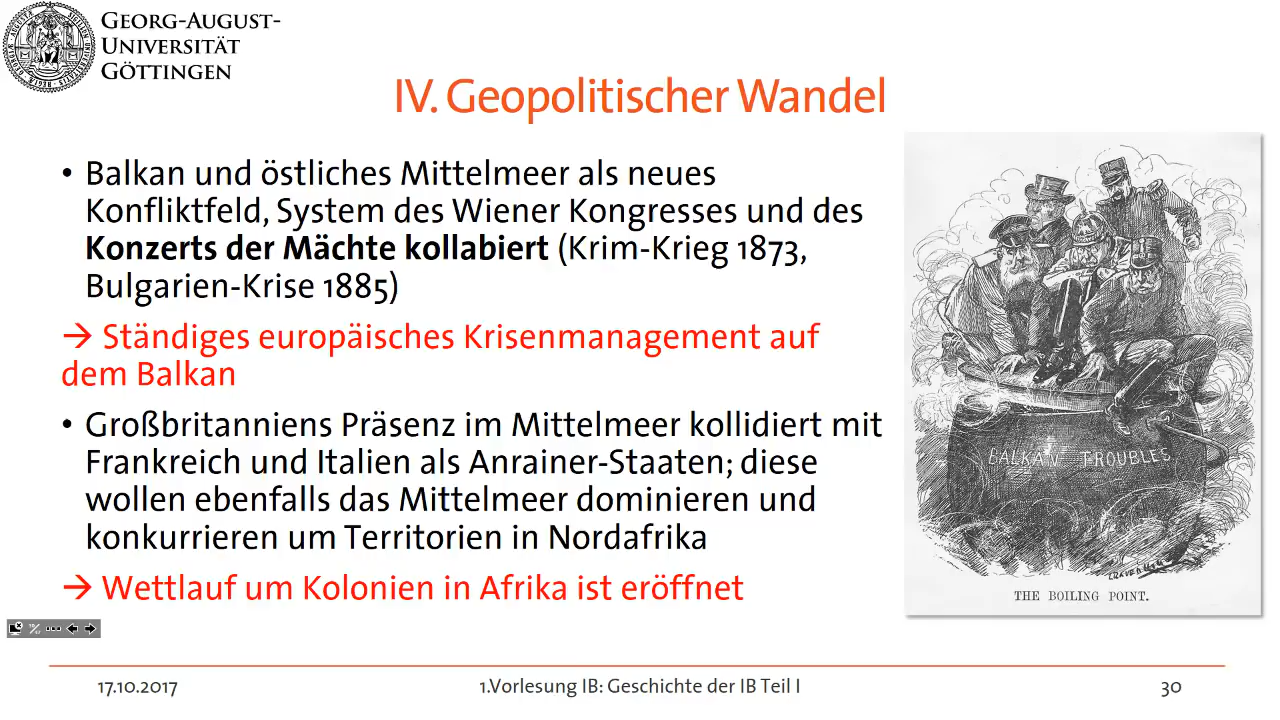 GEORG-AUGUST-
UNIVERSITÄT
GÖTTINGEN
IV. Geopolitischer Wandel
• Balkan und östliches Mittelmeer als neues
Konfliktfeld, System des Wiener Kongresses und des
Konzerts der Mächte kollabiert (Krim-Krieg 1873,
Bulgarien-Krise 1885)
→ Ständiges europäisches Krisenmanagement auf
dem Balkan
• Großbritanniens Präsenz im Mittelmeer kollidiert mit
Frankreich und Italien als Anrainer-Staaten; diese
wollen ebenfalls das Mittelmeer dominieren und
konkurrieren um Territorien in Nordafrika
→ Wettlauf um Kolonien in Afrika ist eröffnet
BALKAN TROUBLES
THE BOILING POINT.
17.10.2017
1.Vorlesung IB: Geschichte der IB Teil I
30